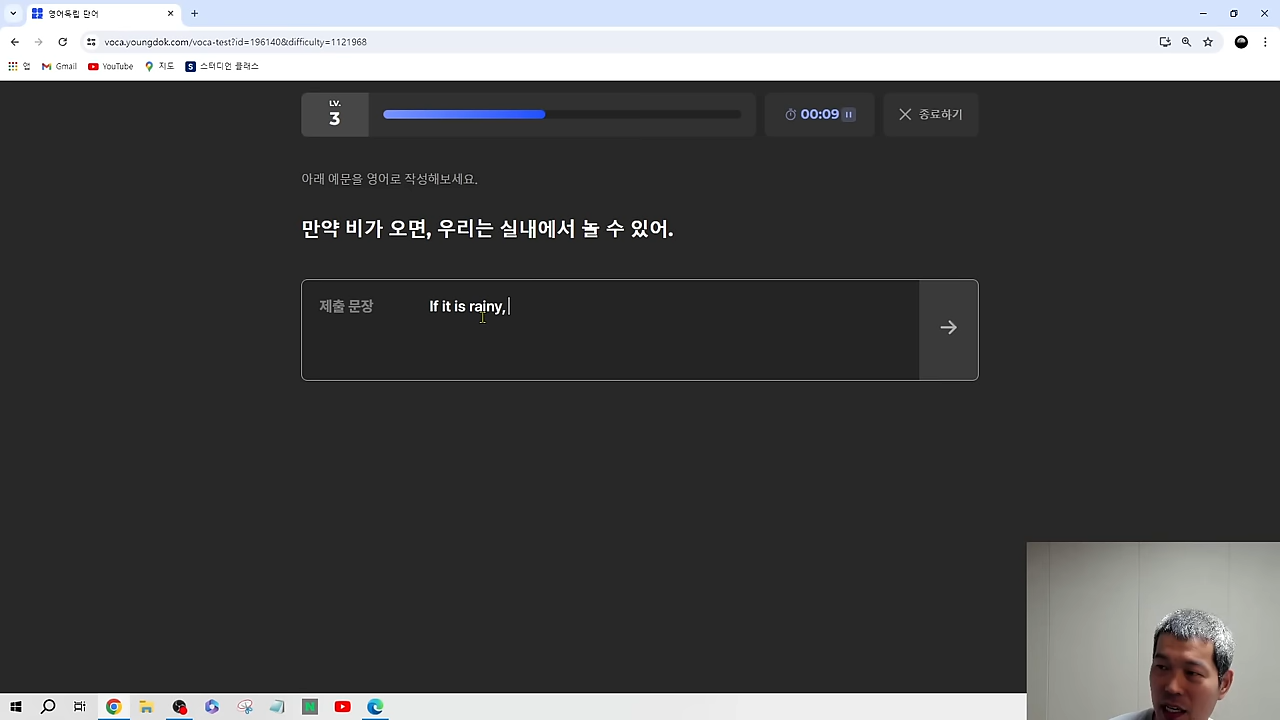 영어독립 단어
voca.youngdok.com/voca-test?id=196140&difficulty=1121968
앱 Gmail YouTube 지도 스터디언 클래스
LV.
3
00:09
종료하기
아래 예문을 영어로 작성해보세요.
만약 비가 오면, 우리는 실내에서 놀 수 있어.
제출 문장 If it is rainy,